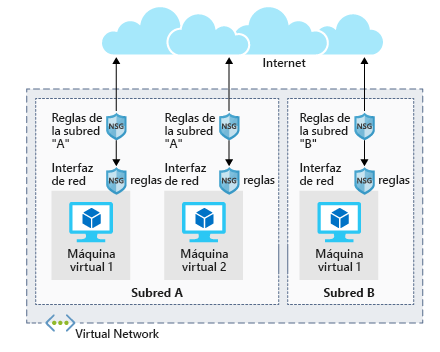 Internet
Reglas de
la subred
"A"
NSG
Reglas de
la subred
"A"
NSG
Reglas de
la subred
"B"
NSG
Interfaz
de red
NSG
reglas
Interfaz
de red
NSG
reglas
Interfaz
de red
NSG
reglas
Máquina
virtual 1
Máquina
virtual 2
Máquina
virtual 1
Subred A
Subred B
Virtual Network